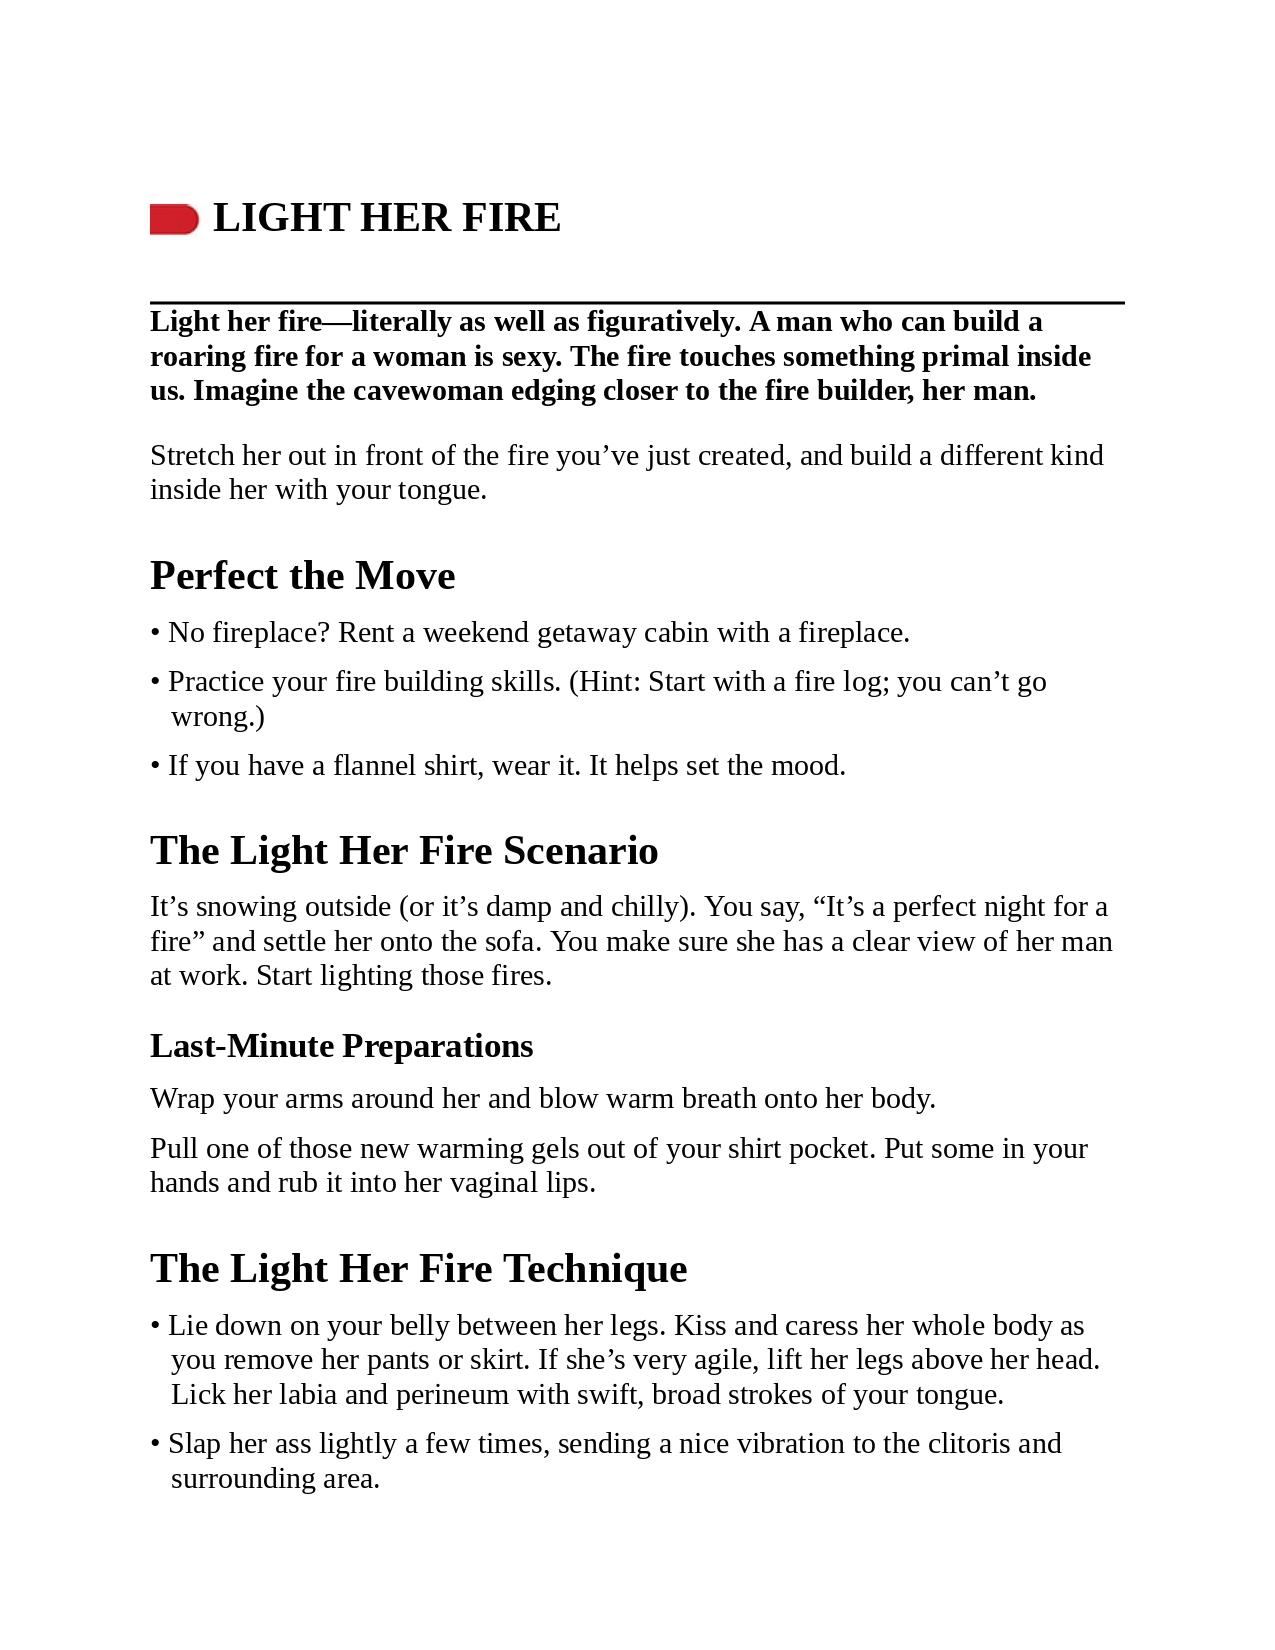 LIGHT HER FIRE
Light her fire—literally as well as figuratively. A man who can build a
roaring fire for a woman is sexy. The fire touches something primal inside
us. Imagine the cavewoman edging closer to the fire builder, her man.
Stretch her out in front of the fire you’ve just created, and build a different kind
inside her with your tongue.
Perfect the Move
• No fireplace? Rent a weekend getaway cabin with a fireplace.
• Practice your fire building skills. (Hint: Start with a fire log; you can’t go
wrong.)
• If you have a flannel shirt, wear it. It helps set the mood.
The Light Her Fire Scenario
It’s snowing outside (or it’s damp and chilly). You say, “It’s a perfect night for a
fire” and settle her onto the sofa. You make sure she has a clear view of her man
at work. Start lighting those fires.
Last-Minute Preparations
Wrap your arms around her and blow warm breath onto her body.
Pull one of those new warming gels out of your shirt pocket. Put some in your
hands and rub it into her vaginal lips.
The Light Her Fire Technique
• Lie down on your belly between her legs. Kiss and caress her whole body as
you remove her pants or skirt. If she’s very agile, lift her legs above her head.
Lick her labia and perineum with swift, broad strokes of your tongue.
• Slap her ass lightly a few times, sending a nice vibration to the clitoris and
surrounding area.